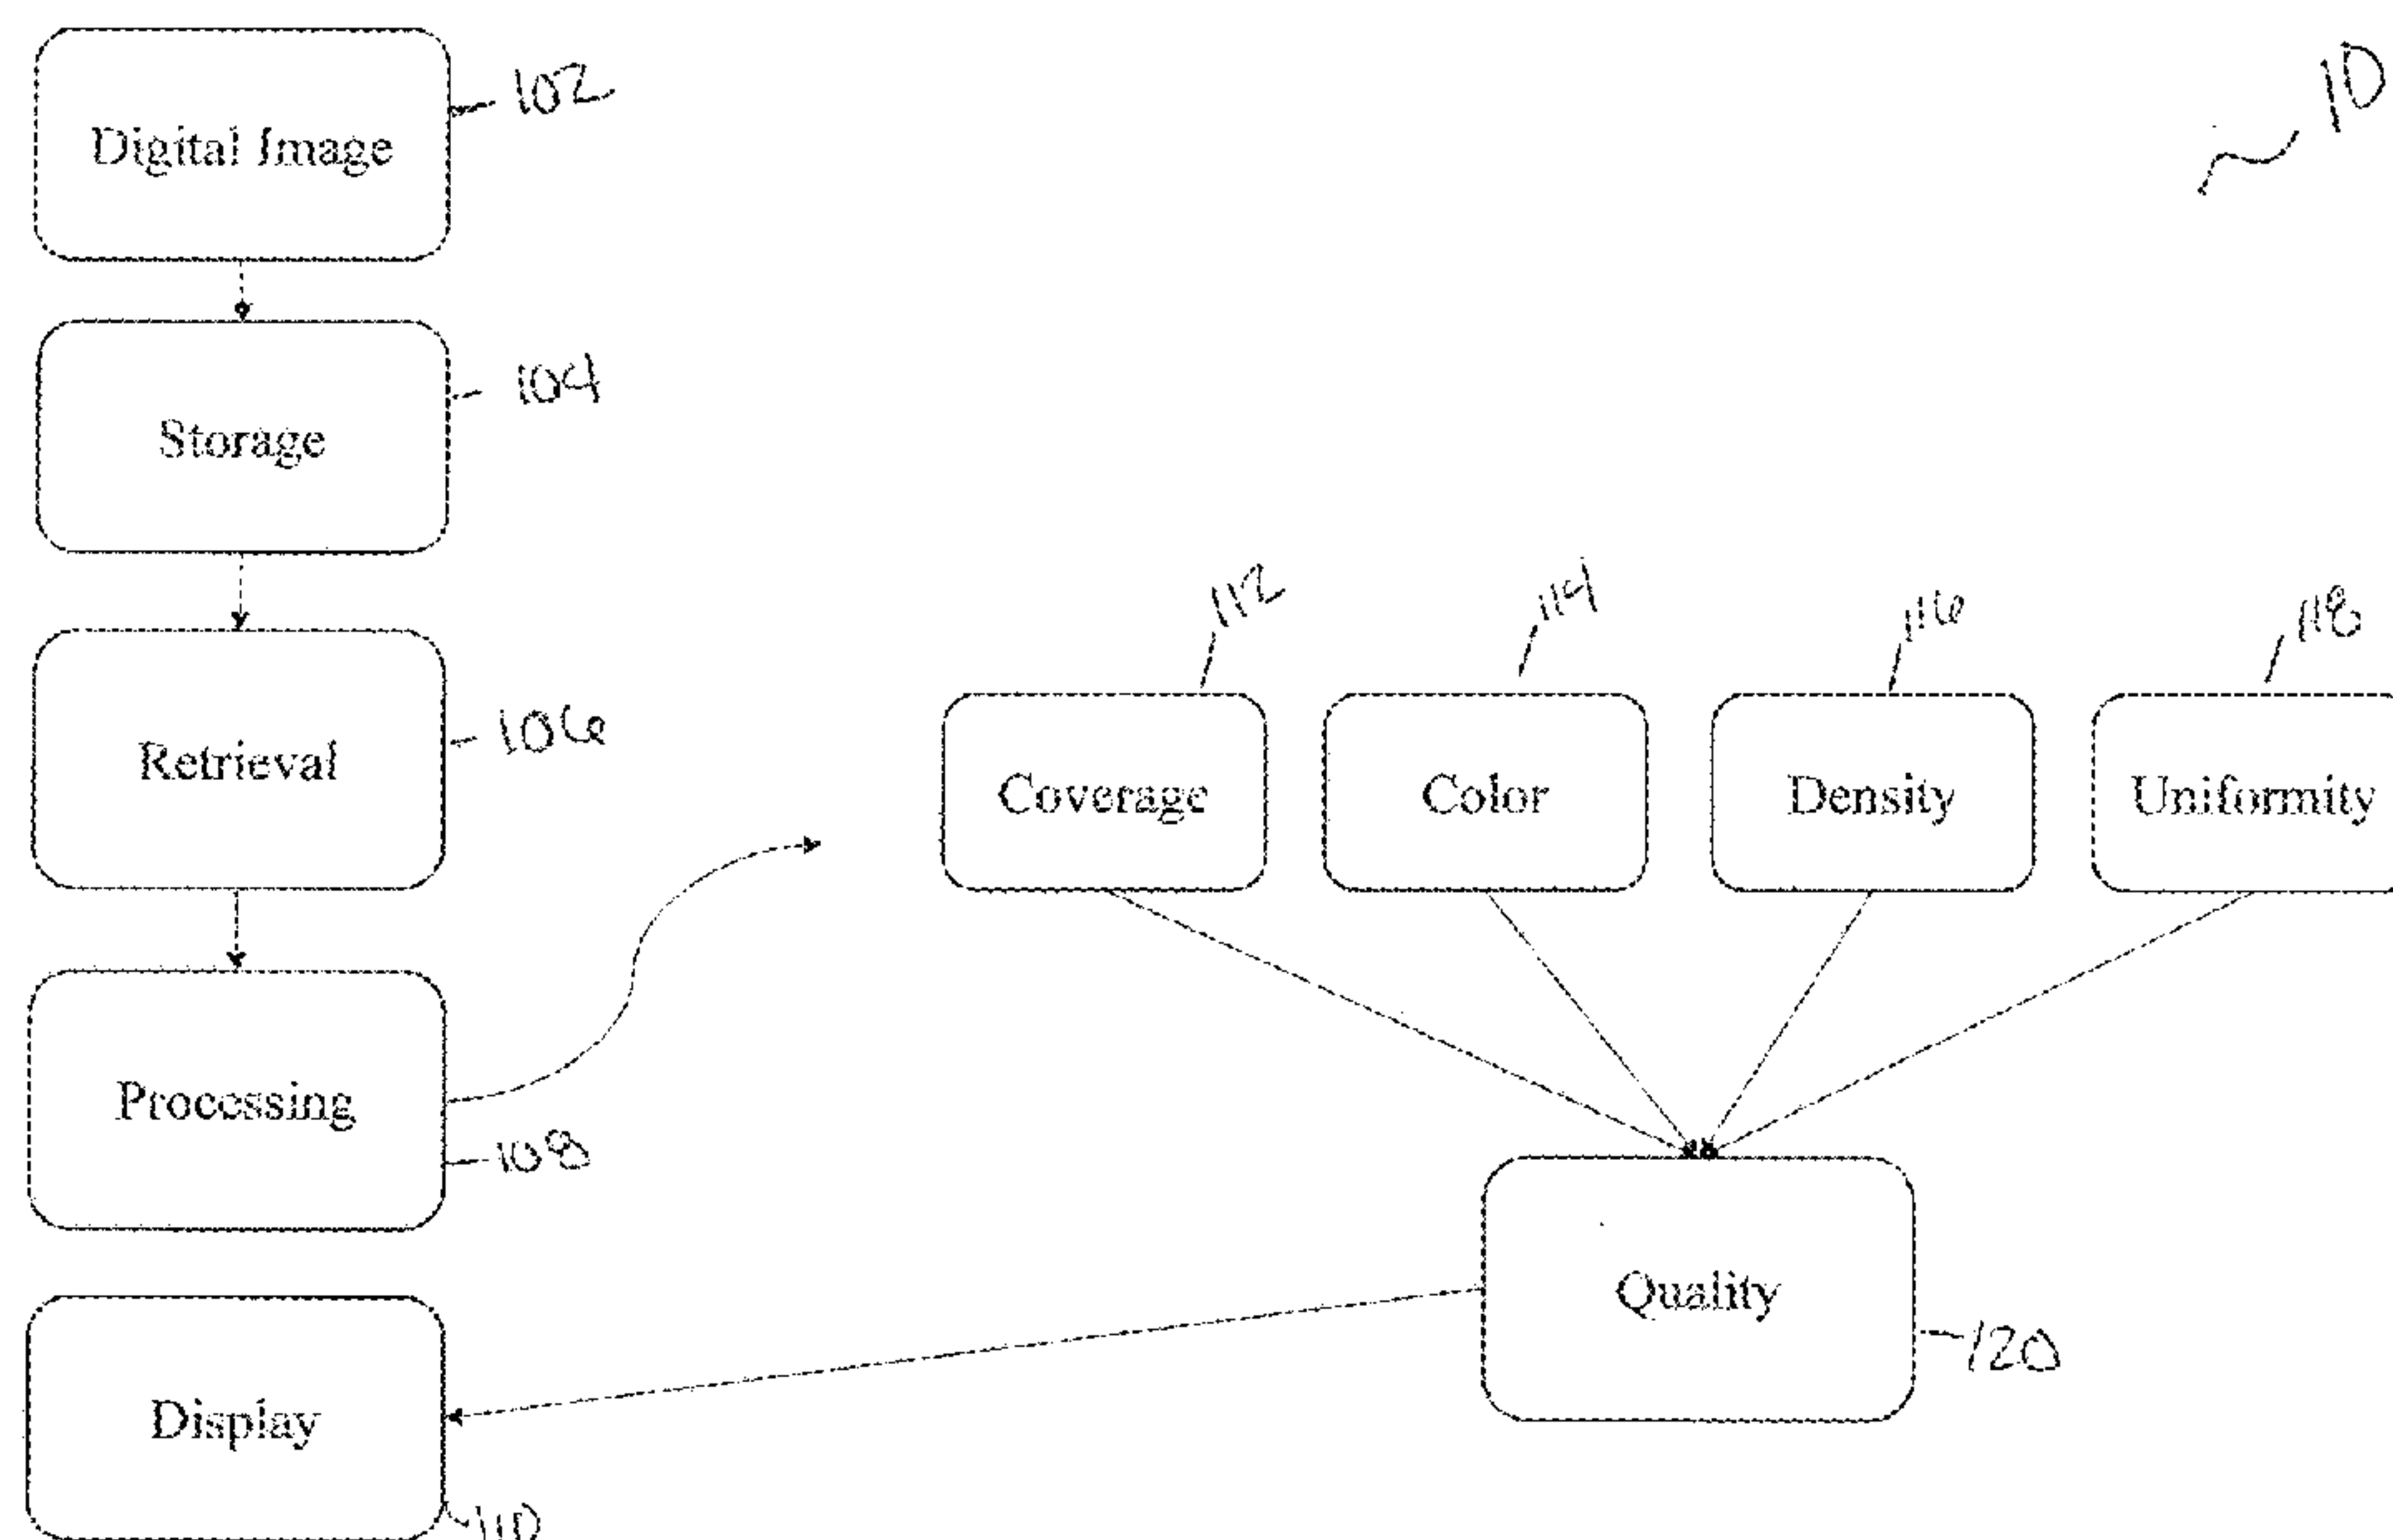 10
Digital Image
102
Storage
104
Retrieval
106
112
114
116
118
Coverage
Color
Density
Uniformity
Processing
108
Quality
120
Display
110